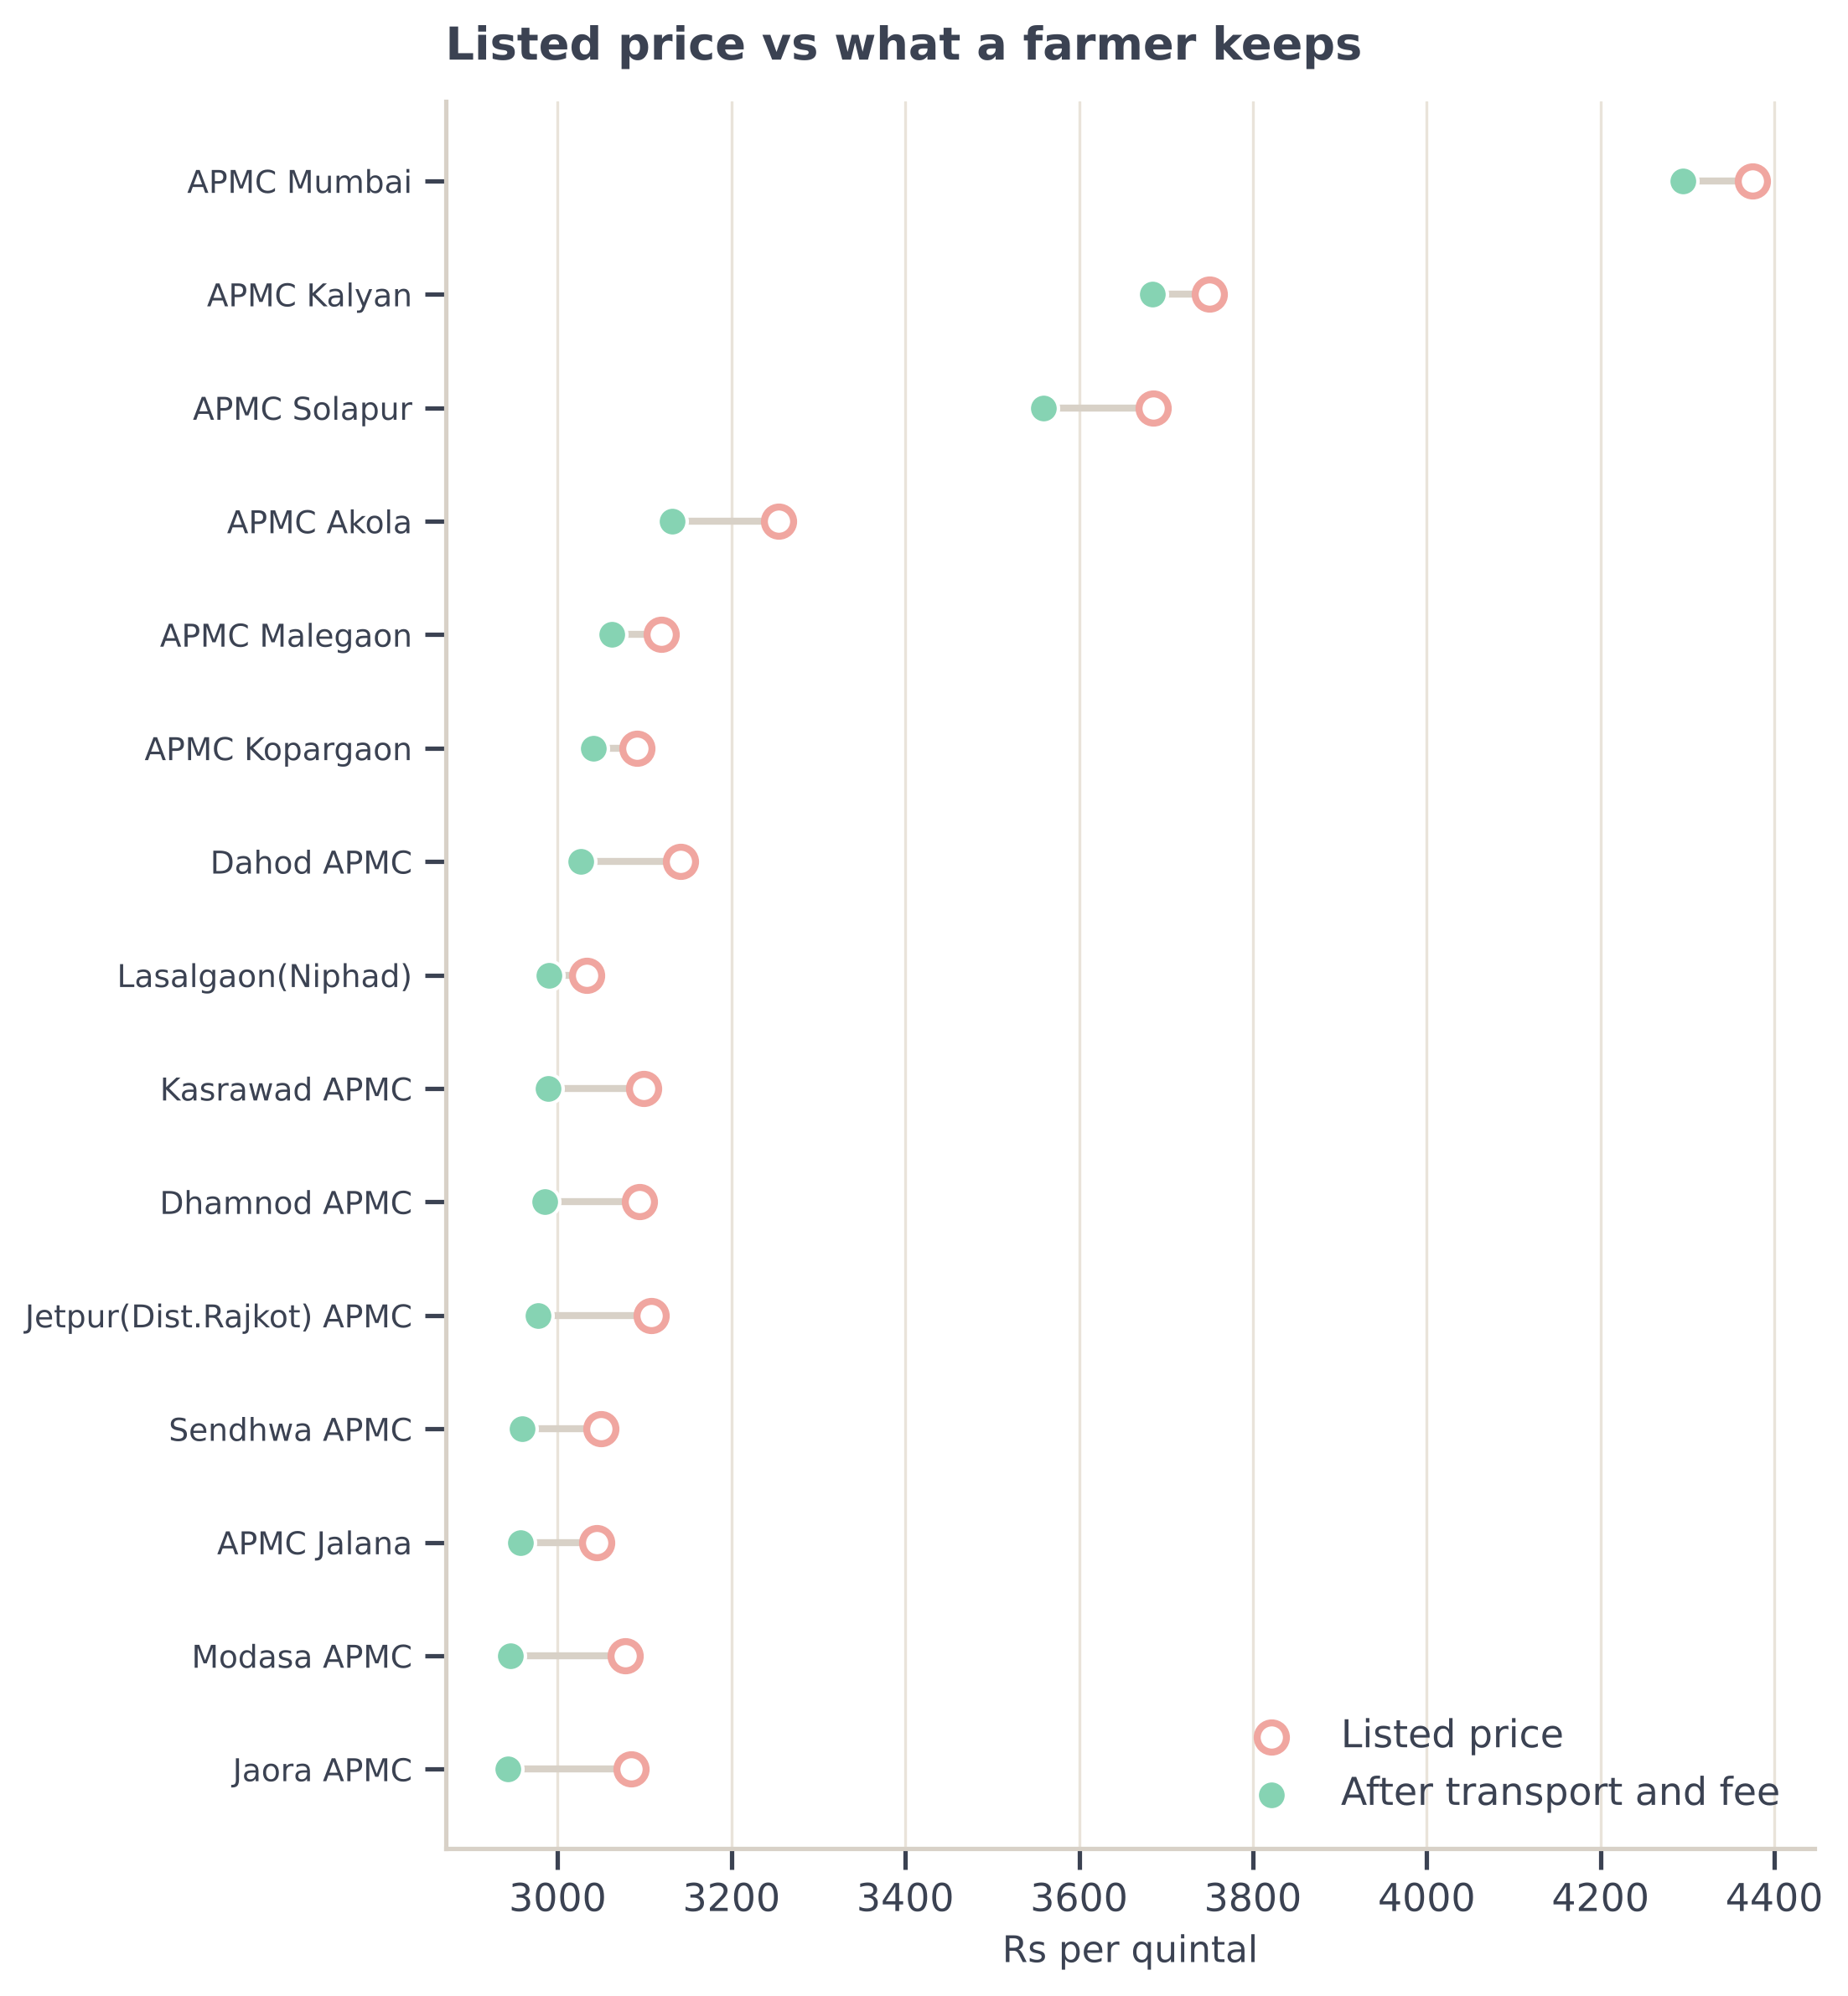 Listed price vs what a farmer keeps
APMC Mumbai
APMC Kalyan
APMC Solapur
APMC Akola
APMC Malegaon
APMC Kopargaon
Dahod APMC
Lasalgaon(Niphad)
Kasrawad APMC
Dhamnod APMC
Jetpur(Dist.Rajkot) APMC
Sendhwa APMC
APMC Jalana
Modasa APMC
Jaora APMC
Listed price
After transport and fee
3000 3200 3400 3600 3800 4000 4200 4400
Rs per quintal